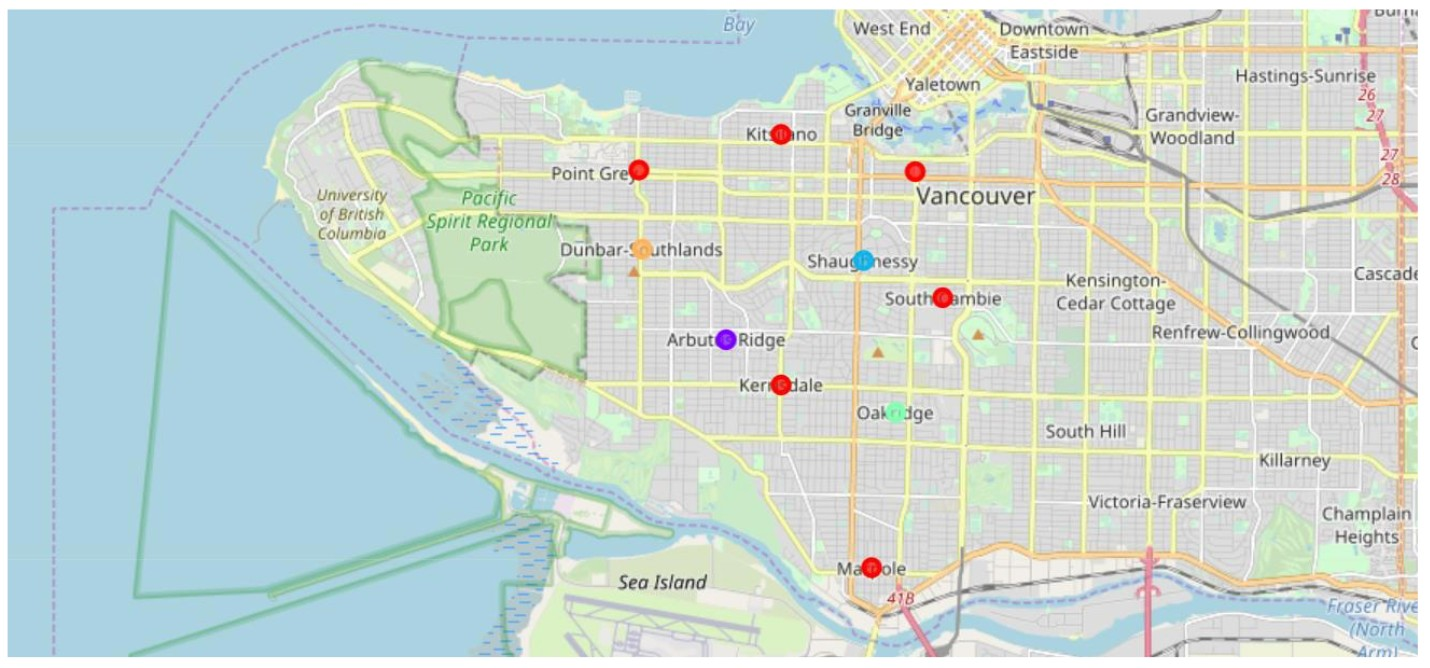 Bay
West End
Downtown
Eastside
Yaletown
Hastings-Sunrise
26
27
Granville
Bridge
Grandview-
Woodland
Kitsilano
27
28
Point Grey
Vancouver
University
of British
Columbia
Pacific
Spirit Regional
Park
Dunbar-Southlands
Shaughnessy
Cascade
South Cambie
Kensington-
Cedar Cottage
Renfrew-Collingwood
Arbutus Ridge
Kerrisdale
Oakridge
South Hill
Killarney
Victoria-Fraserview
Champlain
Heights
Marpole
Sea Island
41B
Fraser Rive
(North
Arm)